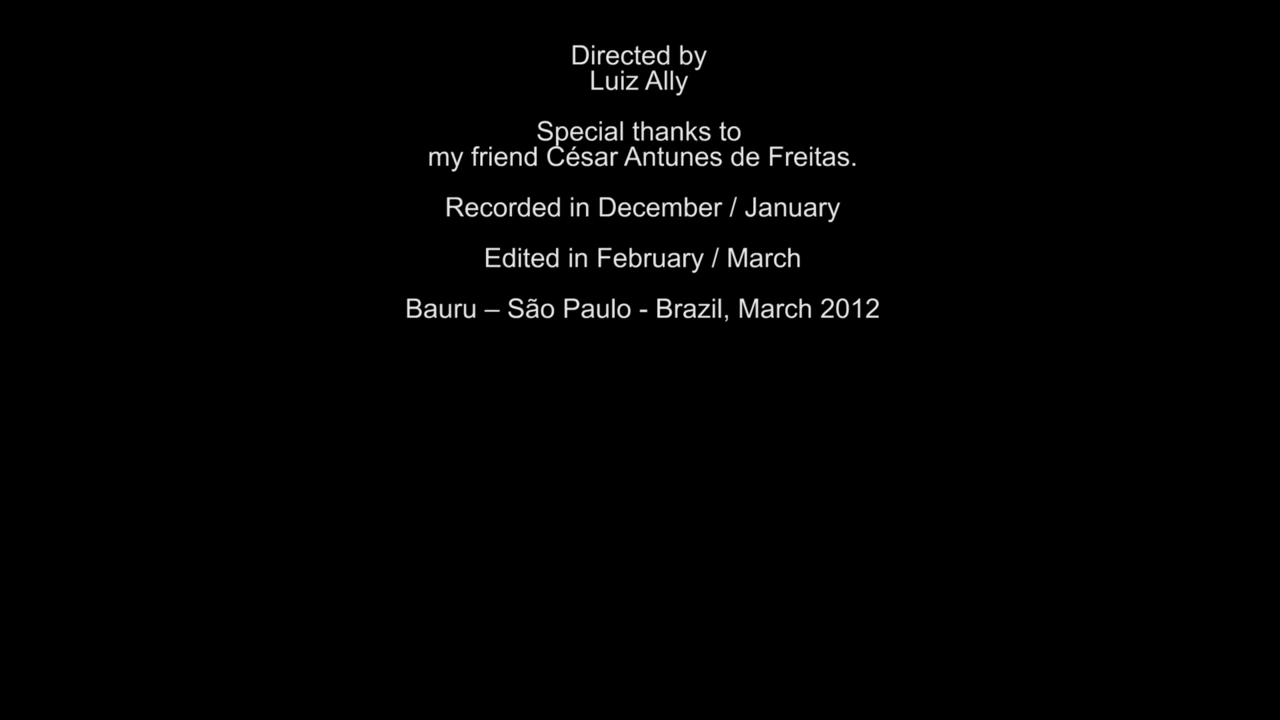 Directed by
Luiz Ally
Special thanks to
my friend César Antunes de Freitas.
Recorded in December / January
Edited in February / March
Bauru – São Paulo - Brazil, March 2012